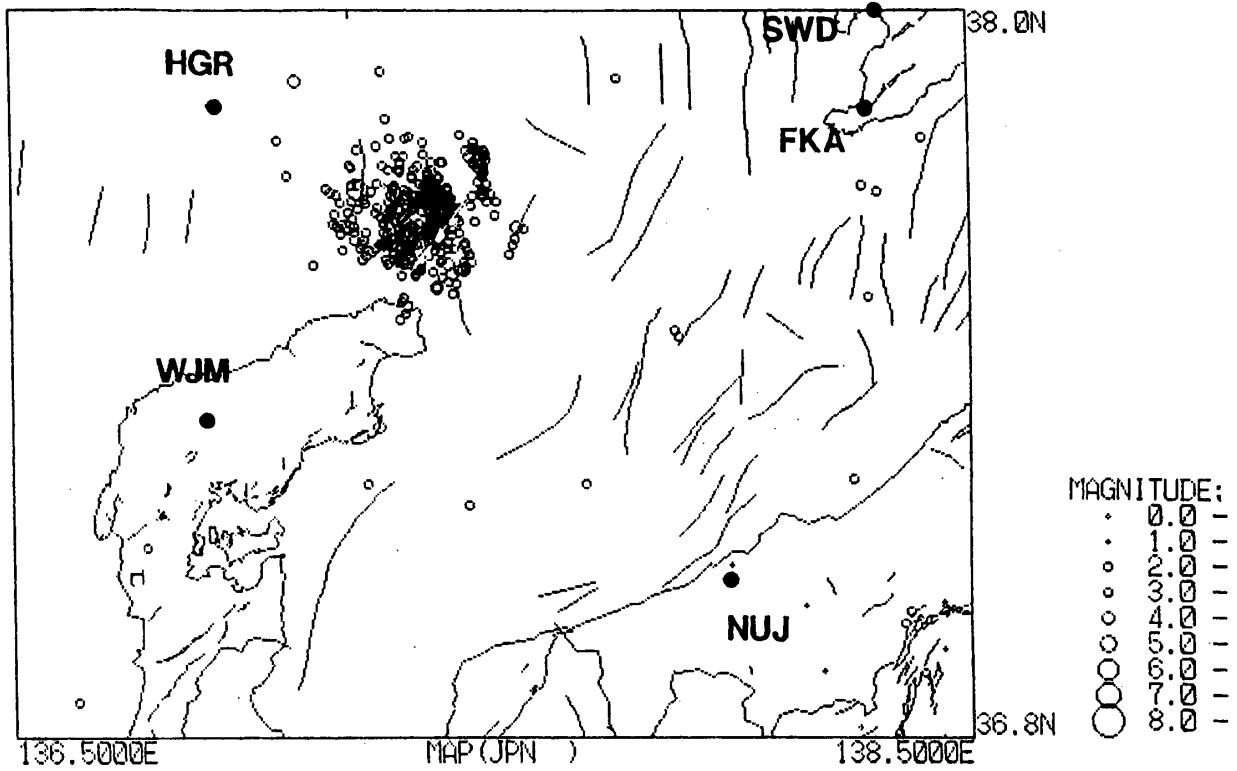 38.0N
SWD
HGR
FKA
WJM
NUJ
MAGNITUDE:
0.0 -
1.0 -
2.0 -
3.0 -
4.0 -
5.0 -
6.0 -
7.0 -
8.0 -
36.8N
136.5000E MAP(JPN ) 138.5000E